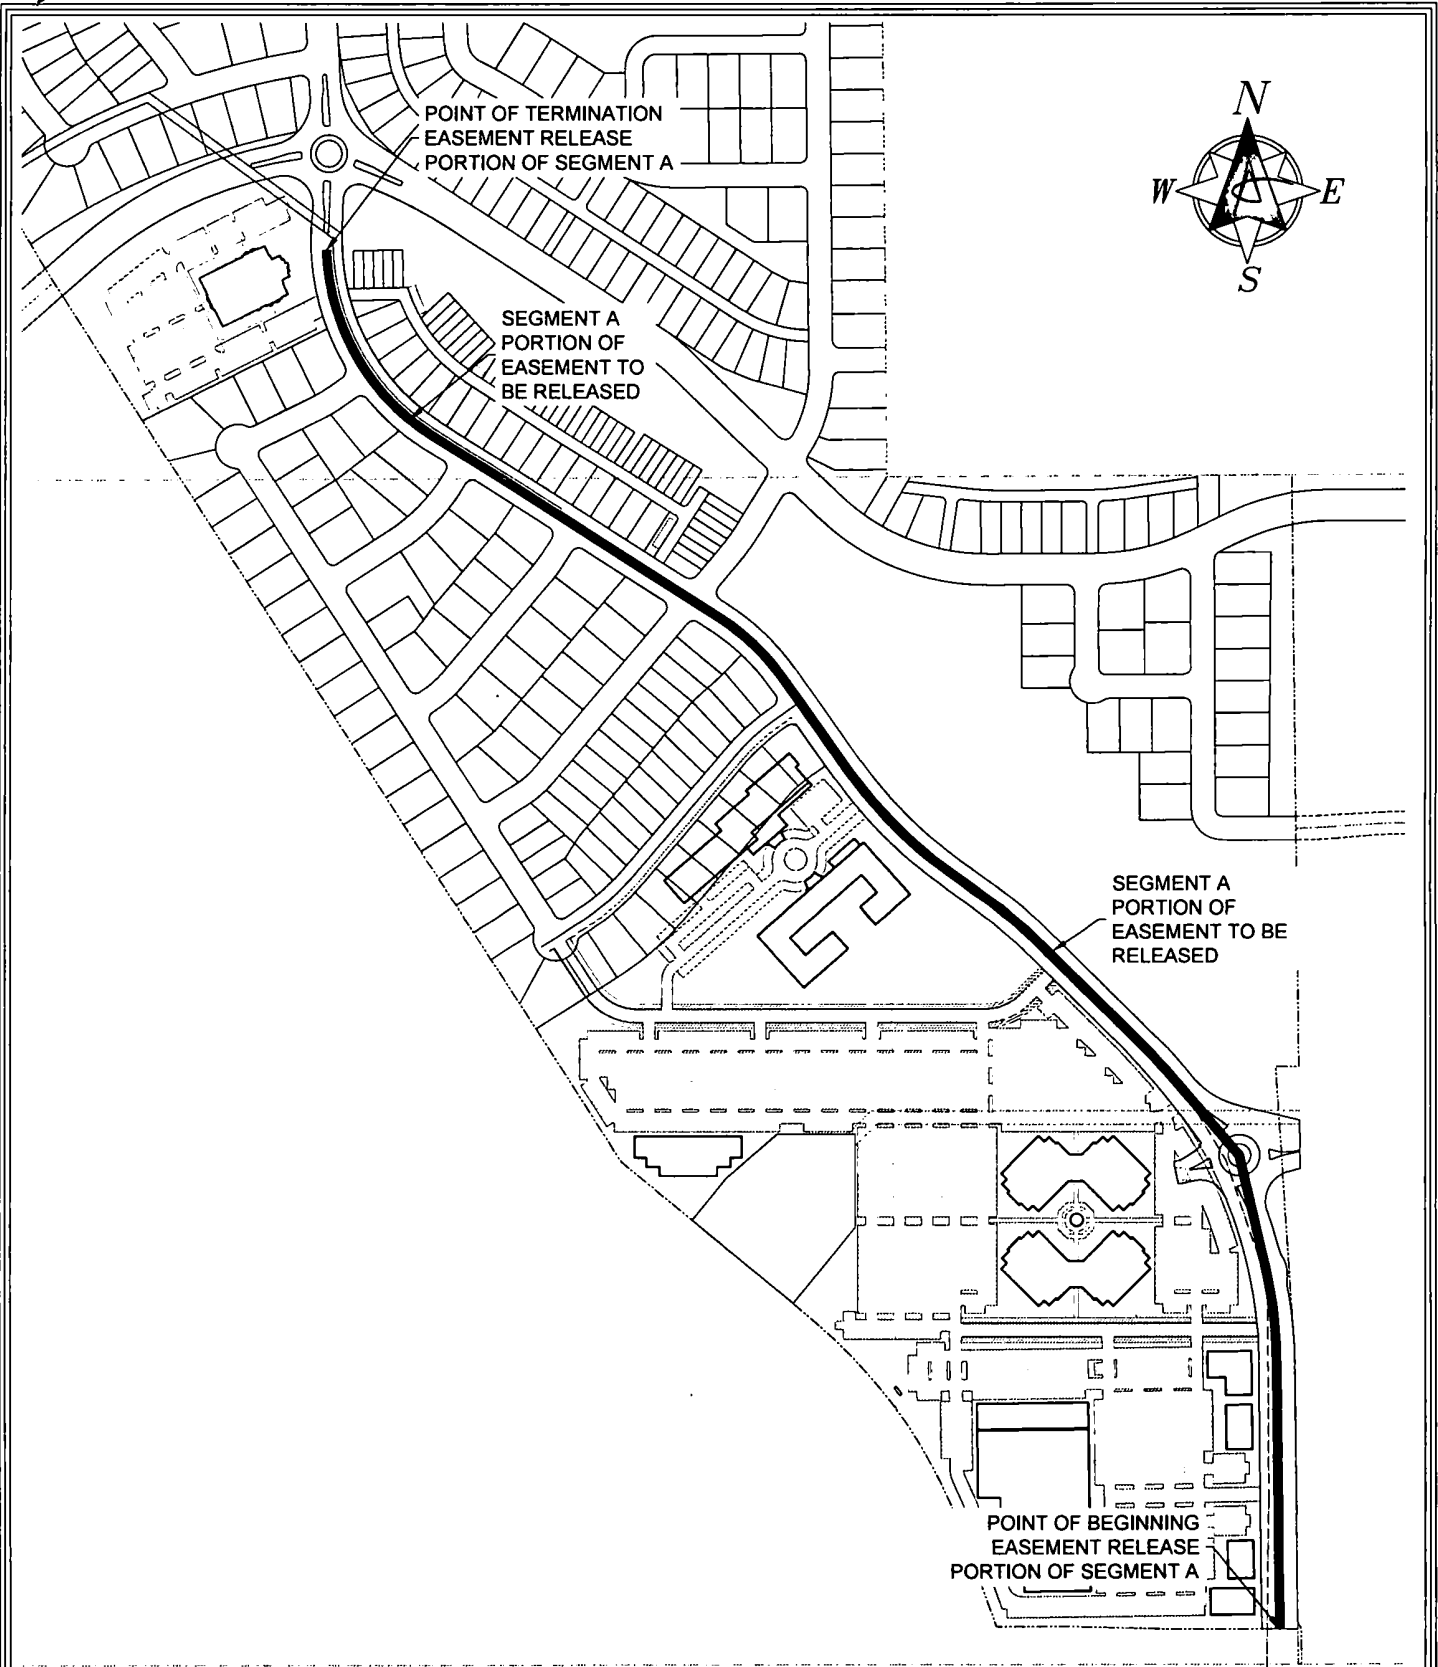 N
W E
S
POINT OF TERMINATION
EASEMENT RELEASE
PORTION OF SEGMENT A
SEGMENT A
PORTION OF
EASEMENT TO
BE RELEASED
SEGMENT A
PORTION OF
EASEMENT TO BE
RELEASED
POINT OF BEGINNING
EASEMENT RELEASE
PORTION OF SEGMENT A